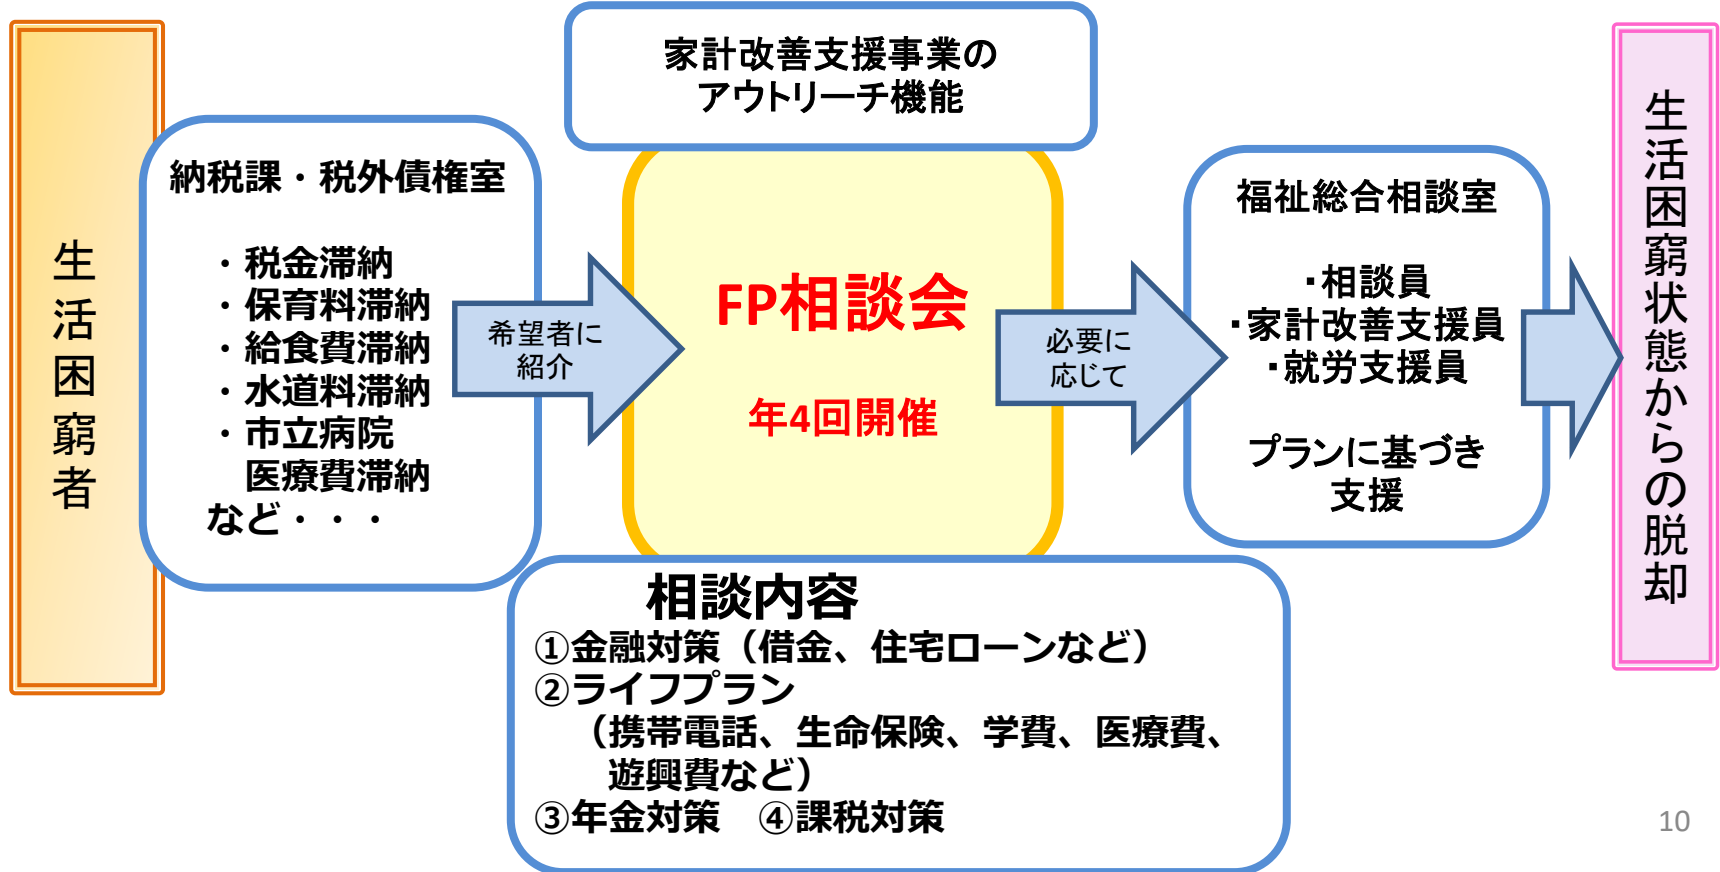 生活困窮者
納税課・税外債権室
・税金滞納
・保育料滞納
・給食費滞納
・水道料滞納
・市立病院
医療費滞納
など・・・
希望者に
紹介
家計改善支援事業の
アウトリーチ機能
FP相談会
年4回開催
必要に
応じて
福祉総合相談室
・相談員
・家計改善支援員
・就労支援員
プランに基づき
支援
生活困窮状態からの脱却
相談内容
①金融対策（借金、住宅ローンなど）
②ライフプラン
（携帯電話、生命保険、学費、医療費、
遊興費など）
③年金対策　④課税対策
10